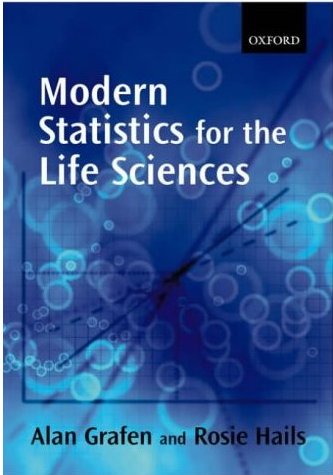 OXFORD
Modern
Statistics for the
Life Sciences
Alan Grafen and Rosie Hails